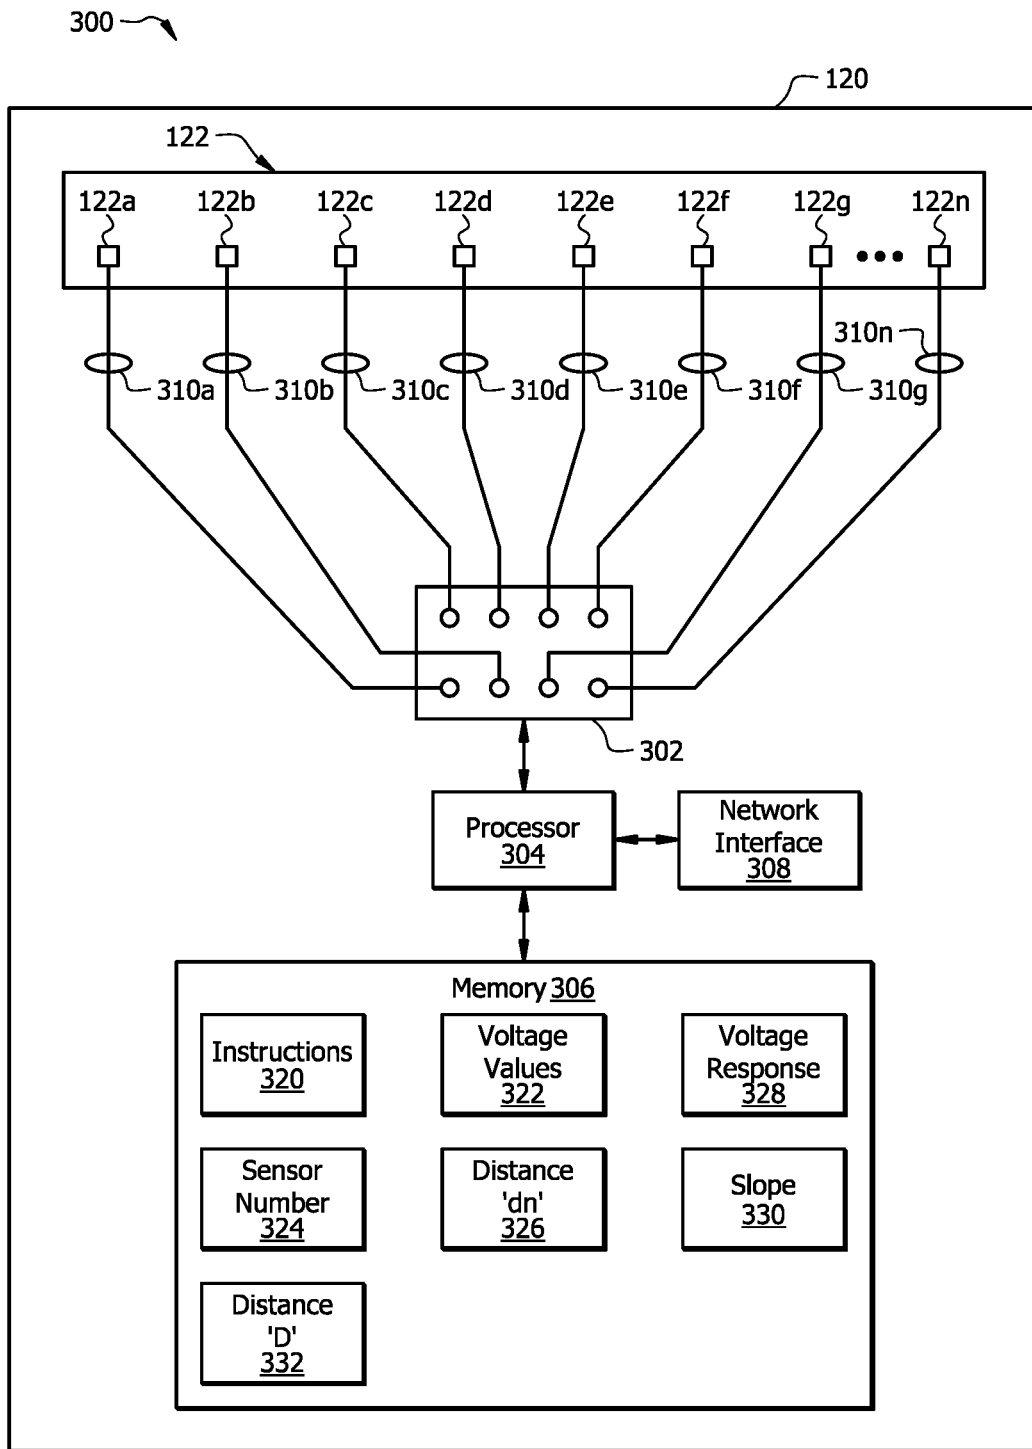 300
120
122
122a 122b 122c 122d 122e 122f 122g 122n
310n
310a 310b 310c 310d 310e 310f 310g
302
Processor
304
Network
Interface
308
Memory 306
Instructions
320
Voltage
Values
322
Voltage
Response
328
Sensor
Number
324
Distance
'dn'
326
Slope
330
Distance
'D'
332